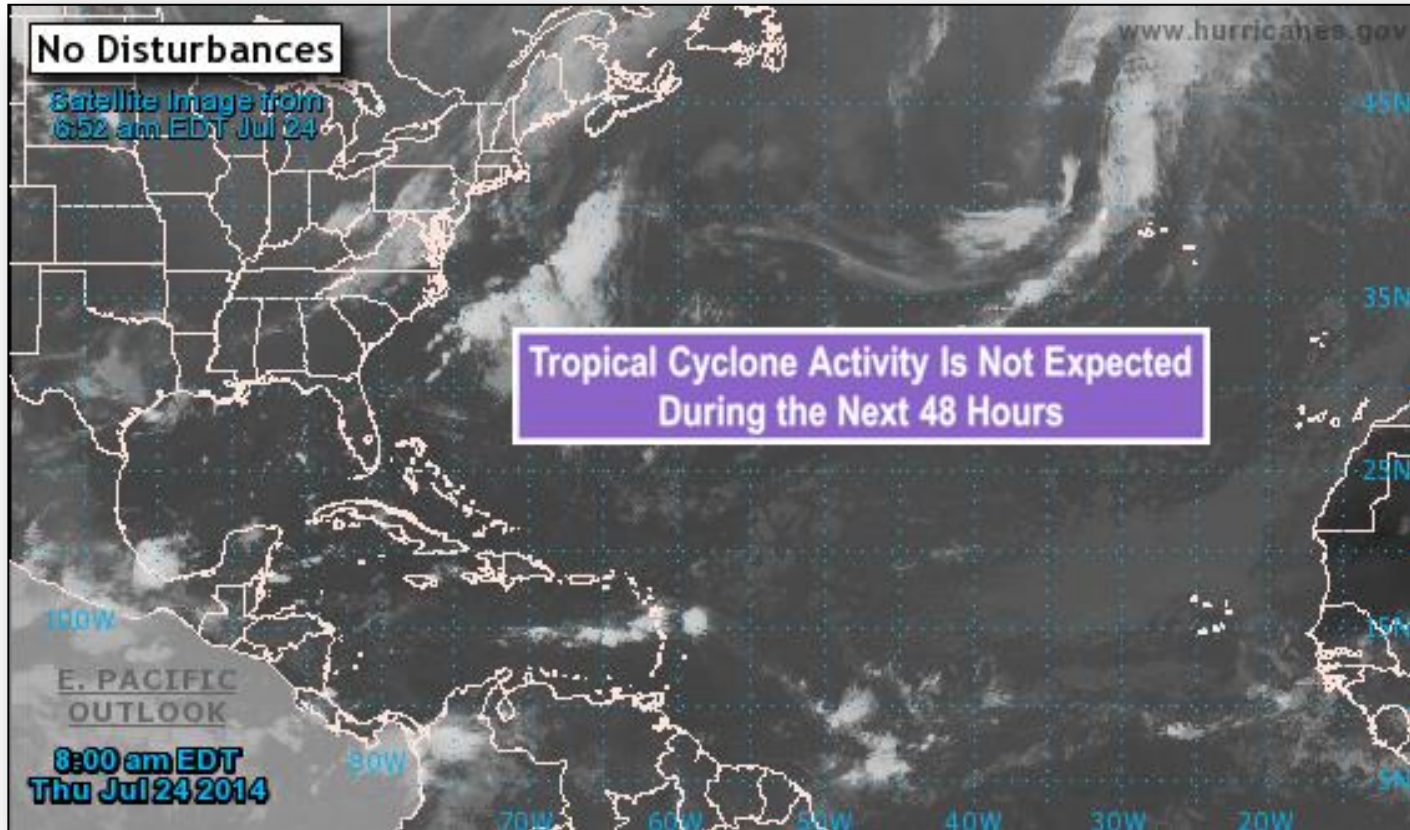 No Disturbances
www.hurricanes.gov
Satellite Image from
6:52 am EDT Jul 24
45N
35N
Tropical Cyclone Activity Is Not Expected
During the Next 48 Hours
25N
100W
15N
E. PACIFIC
OUTLOOK
8:00 am EDT
90W
Thu Jul 24 2014
5N
70W 60W 50W 40W 30W 20W